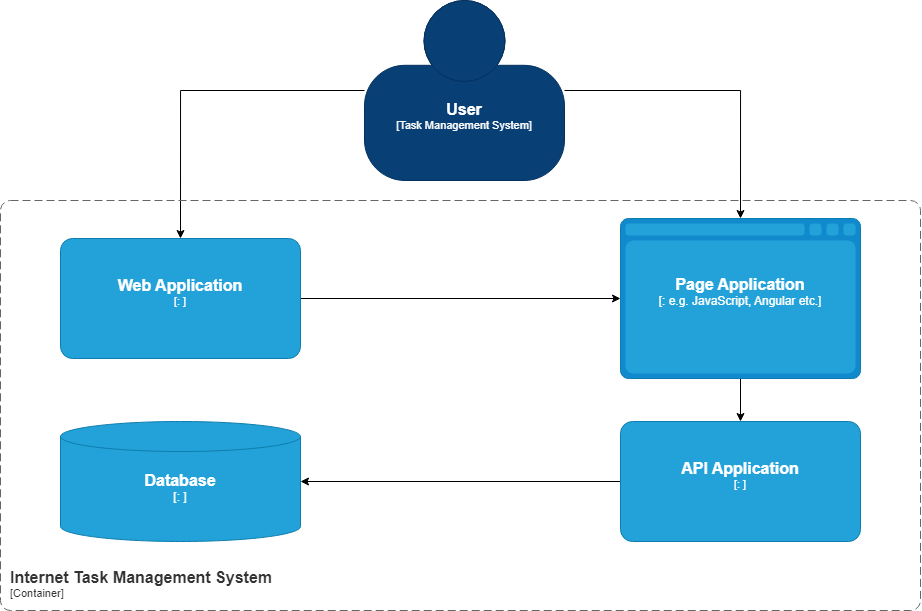 User
[Task Management System]
Web Application
[: ]
Page Application
[: e.g. JavaScript, Angular etc.]
Database
[: ]
API Application
[: ]
Internet Task Management System
[Container]